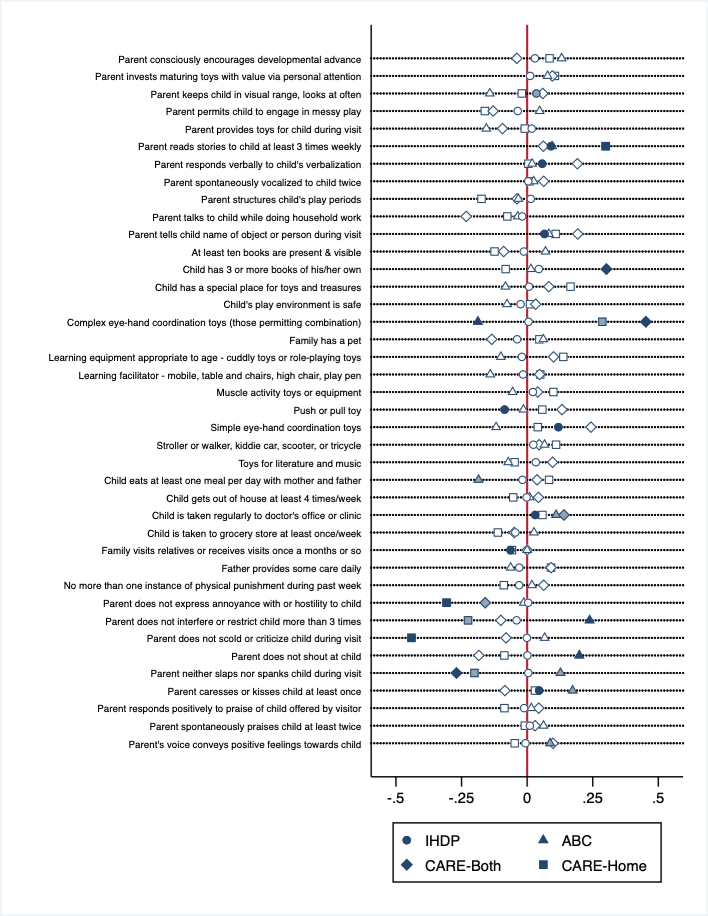 Parent consciously encourages developmental advance
Parent invests maturing toys with value via personal attention
Parent keeps child in visual range, looks at often
Parent permits child to engage in messy play
Parent provides toys for child during visit
Parent reads stories to child at least 3 times weekly
Parent responds verbally to child's verbalization
Parent spontaneously vocalized to child twice
Parent structures child's play periods
Parent talks to child while doing household work
Parent tells child name of object or person during visit
At least ten books are present & visible
Child has 3 or more books of his/her own
Child has a special place for toys and treasures
Child's play environment is safe
Complex eye-hand coordination toys (those permitting combination)
Family has a pet
Learning equipment appropriate to age - cuddly toys or role-playing toys
Learning facilitator - mobile, table and chairs, high chair, play pen
Muscle activity toys or equipment
Push or pull toy
Simple eye-hand coordination toys
Stroller or walker, kiddie car, scooter, or tricycle
Toys for literature and music
Child eats at least one meal per day with mother and father
Child gets out of house at least 4 times/week
Child is taken regularly to doctor's office or clinic
Child is taken to grocery store at least once/week
Family visits relatives or receives visits once a months or so
Father provides some care daily
No more than one instance of physical punishment during past week
Parent does not express annoyance with or hostility to child
Parent does not interfere or restrict child more than 3 times
Parent does not scold or criticize child during visit
Parent does not shout at child
Parent neither slaps nor spanks child during visit
Parent caresses or kisses child at least once
Parent responds positively to praise of child offered by visitor
Parent spontaneously praises child at least twice
Parent's voice conveys positive feelings towards child
-.5 -.25 0 .25 .5
IHDP ABC
CARE-Both CARE-Home